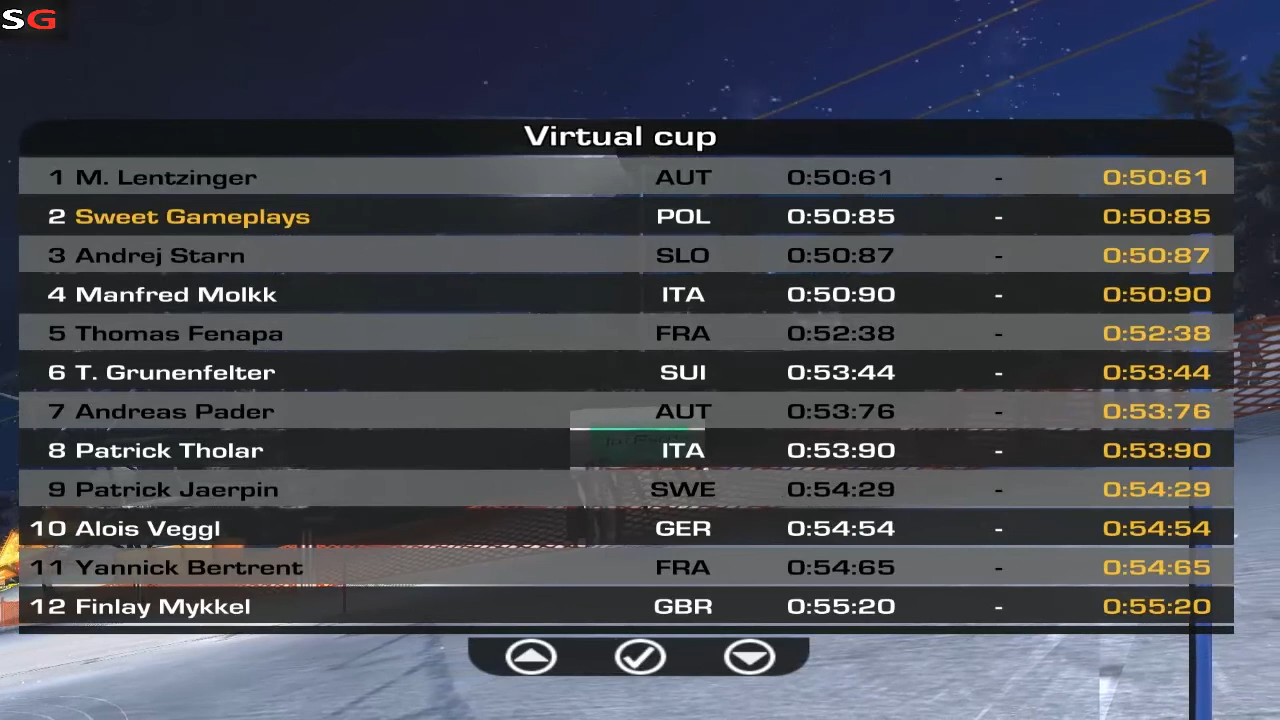 SG
Virtual cup
1 M. Lentzinger AUT 0:50:61 - 0:50:61
2 Sweet Gameplays POL 0:50:85 - 0:50:85
3 Andrej Starn SLO 0:50:87 - 0:50:87
4 Manfred Molkk ITA 0:50:90 - 0:50:90
5 Thomas Fenapa FRA 0:52:38 - 0:52:38
6 T. Grunenfelter SUI 0:53:44 - 0:53:44
7 Andreas Pader AUT 0:53:76 - 0:53:76
8 Patrick Tholar ITA 0:53:90 - 0:53:90
9 Patrick Jaerpin SWE 0:54:29 - 0:54:29
10 Alois Veggl GER 0:54:54 - 0:54:54
11 Yannick Bertrent FRA 0:54:65 - 0:54:65
12 Finlay Mykkel GBR 0:55:20 - 0:55:20